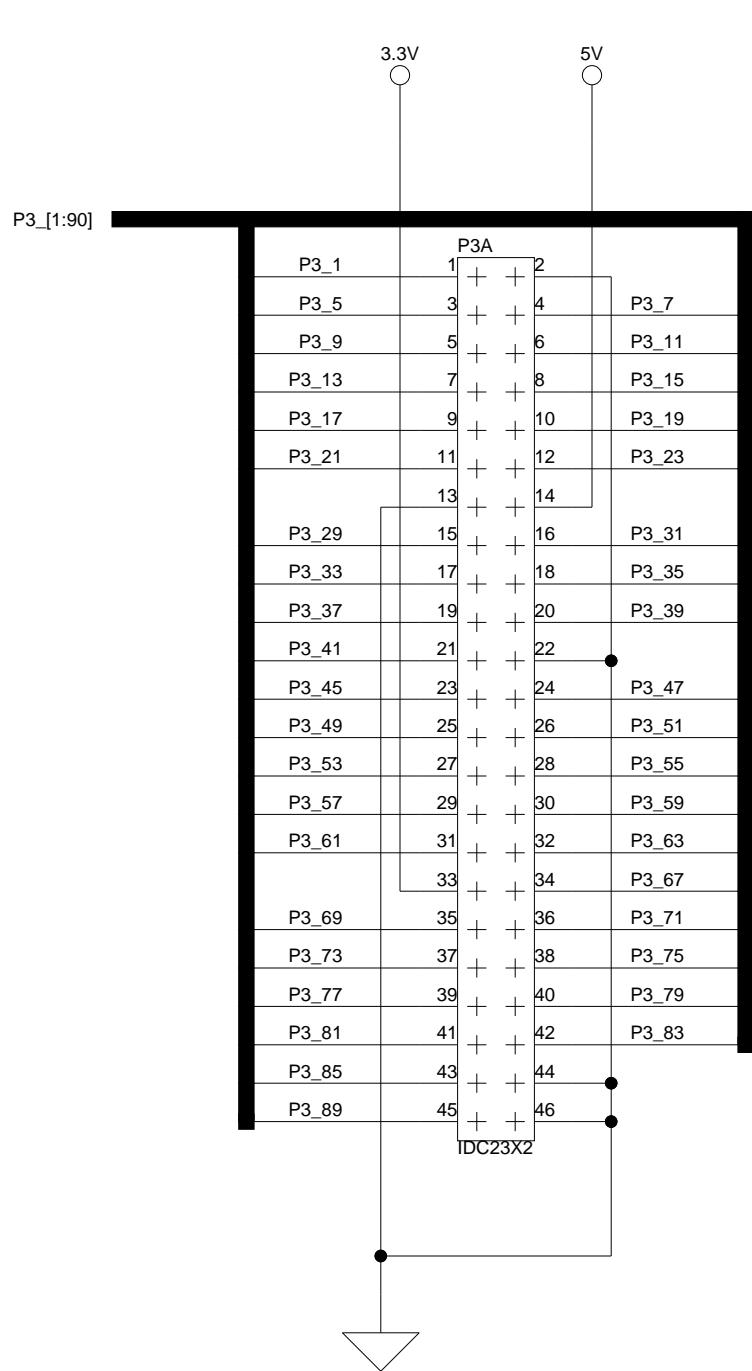 3.3V 5V
P3_[1:90]
P3A
P3_1 1 2
P3_5 3 4 P3_7
P3_9 5 6 P3_11
P3_13 7 8 P3_15
P3_17 9 10 P3_19
P3_21 11 12 P3_23
13 14
P3_29 15 16 P3_31
P3_33 17 18 P3_35
P3_37 19 20 P3_39
P3_41 21 22
P3_45 23 24 P3_47
P3_49 25 26 P3_51
P3_53 27 28 P3_55
P3_57 29 30 P3_59
P3_61 31 32 P3_63
33 34 P3_67
P3_69 35 36 P3_71
P3_73 37 38 P3_75
P3_77 39 40 P3_79
P3_81 41 42 P3_83
P3_85 43 44
P3_89 45 46
IDC23X2